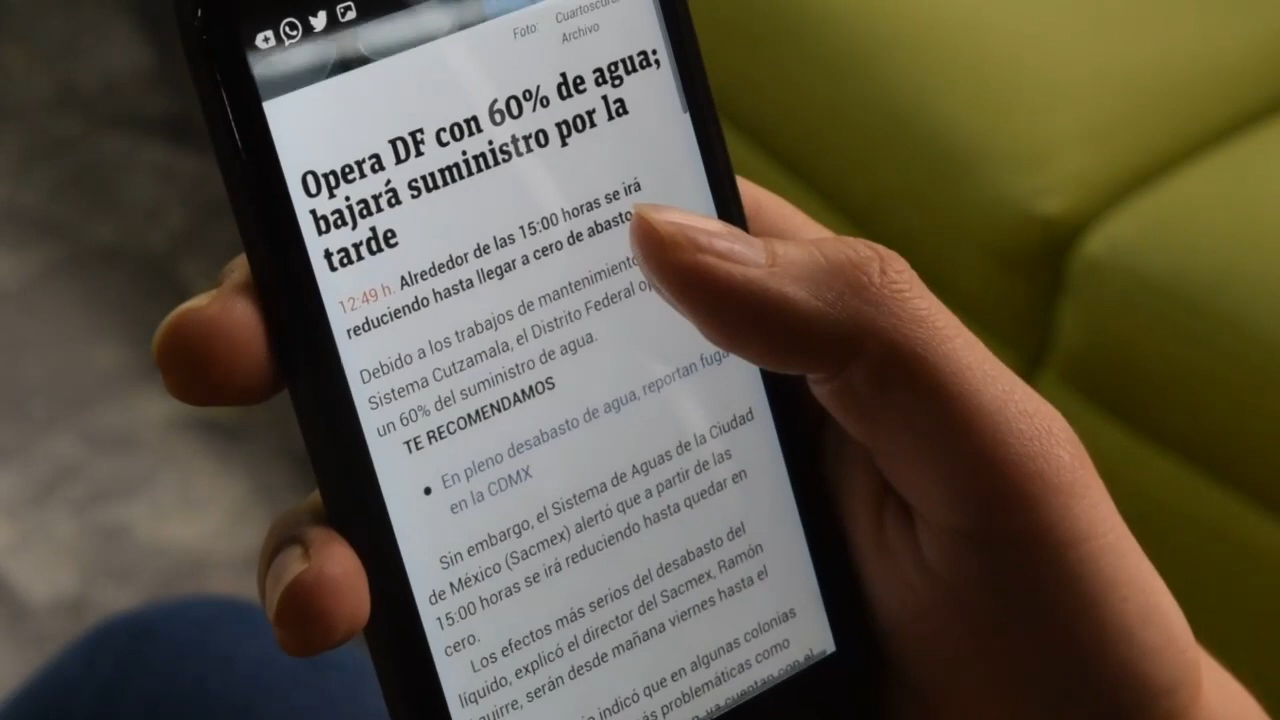 Foto: Cuartoscuro
Archivo
Opera DF con 60% de agua;
bajará suministro por la
tarde
12:49 h. Alrededor de las 15:00 horas se irá
reduciendo hasta llegar a cero de abasto
Debido a los trabajos de mantenimiento
Sistema Cutzamala, el Distrito Federal
un 60% del suministro de agua.
TE RECOMENDAMOS
• En pleno desabasto de agua, reportan fuga
en la CDMX
Sin embargo, el Sistema de Aguas de la Ciudad
de México (Sacmex) alertó que a partir de las
15:00 horas se irá reduciendo hasta quedar en
cero.
Los efectos más serios del desabasto del
líquido, explicó el director del Sacmex, Ramón
serán desde mañana viernes hasta el
indicó que en algunas colonias
problemáticas como